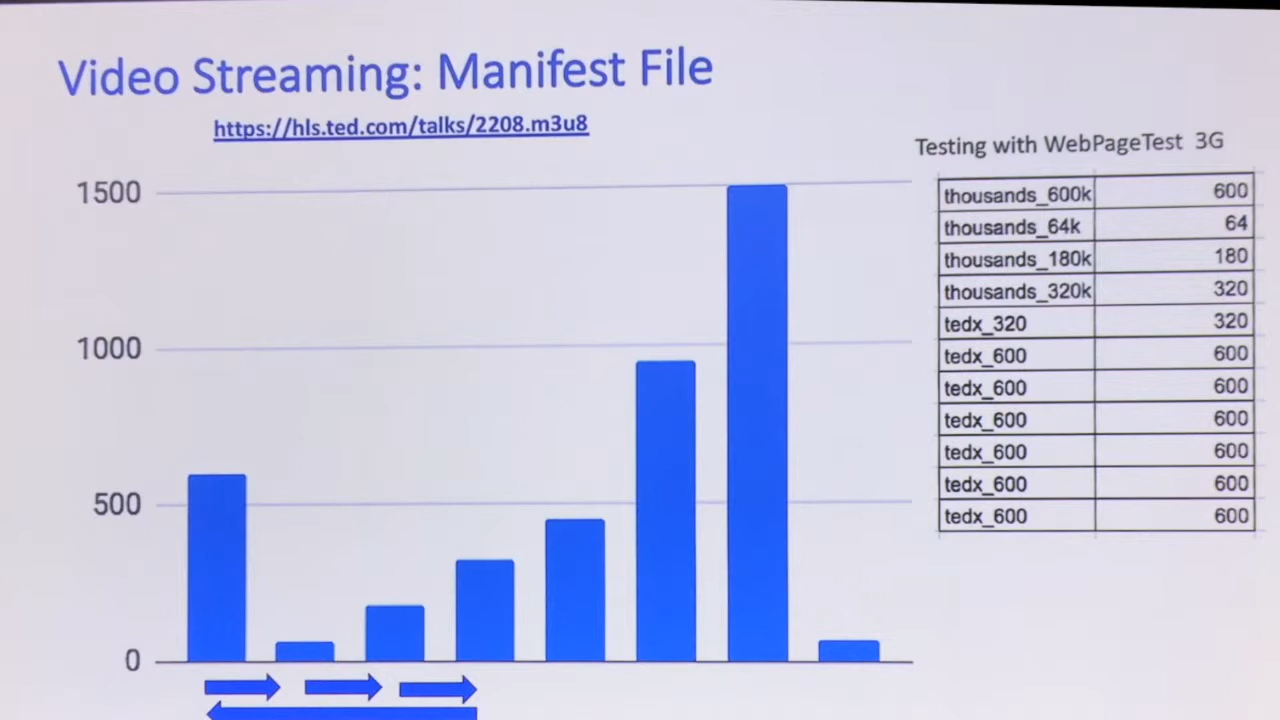 Video Streaming: Manifest File
https://hls.ted.com/talks/2208.m3u8
1500
1000
500
0
Testing with WebPageTest 3G
thousands_600k 600
thousands_64k 64
thousands_180k 180
thousands_320k 320
tedx_320 320
tedx_600 600
tedx_600 600
tedx_600 600
tedx_600 600
tedx_600 600
tedx_600 600